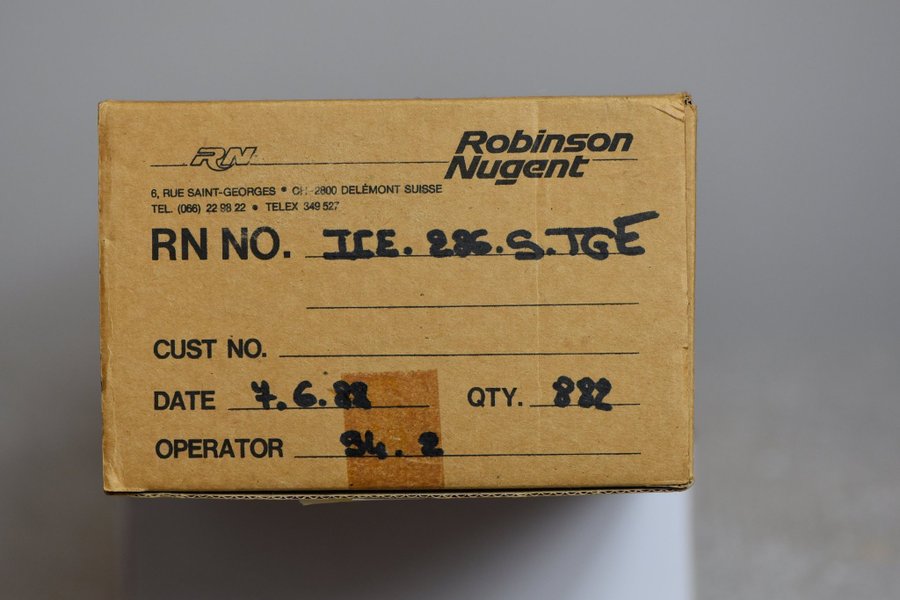 RN
Robinson
Nugent
6, RUE SAINT-GEORGES • CH-2800 DELÉMONT SUISSE
TEL. (066) 22 98 22 • TELEX 349 527
RN NO. ICE. 286.S.TGE
CUST NO.
DATE 7.6.88 QTY. 882
OPERATOR 94.2